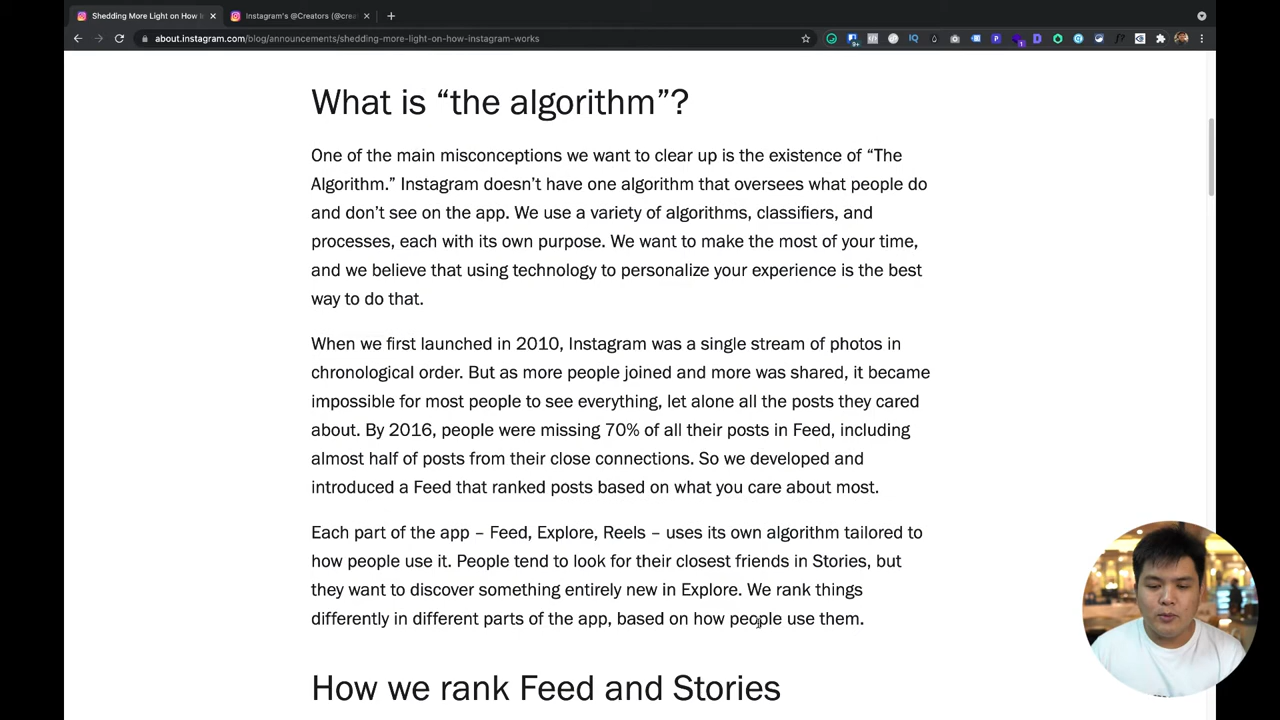 Shedding More Light on How I
Instagram's @Creators (@crea
about.instagram.com/blog/announcements/shedding-more-light-on-how-instagram-works
What is “the algorithm”?
One of the main misconceptions we want to clear up is the existence of “The
Algorithm.” Instagram doesn’t have one algorithm that oversees what people do
and don’t see on the app. We use a variety of algorithms, classifiers, and
processes, each with its own purpose. We want to make the most of your time,
and we believe that using technology to personalize your experience is the best
way to do that.
When we first launched in 2010, Instagram was a single stream of photos in
chronological order. But as more people joined and more was shared, it became
impossible for most people to see everything, let alone all the posts they cared
about. By 2016, people were missing 70% of all their posts in Feed, including
almost half of posts from their close connections. So we developed and
introduced a Feed that ranked posts based on what you care about most.
Each part of the app – Feed, Explore, Reels – uses its own algorithm tailored to
how people use it. People tend to look for their closest friends in Stories, but
they want to discover something entirely new in Explore. We rank things
differently in different parts of the app, based on how people use them.
How we rank Feed and Stories